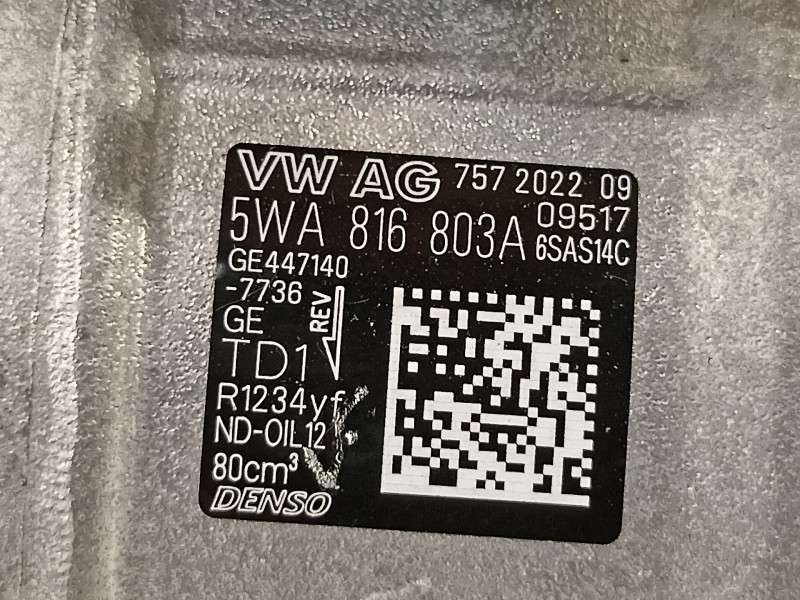 VW AG 757 2022 09
09517
5WA 816 803A 6SAS14C
GE447140
-7736
REV
GE
TD1
R1234yf
ND-OIL12
80cm³
DENSO